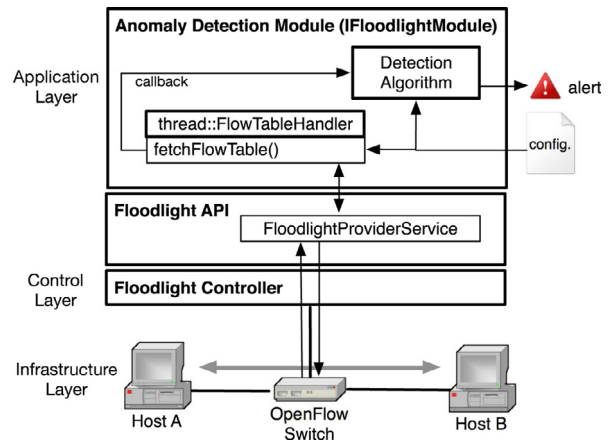 Anomaly Detection Module (IFloodlightModule)
Application
Layer
callback
Detection
Algorithm
alert
thread::FlowTableHandler
fetchFlowTable()
config.
Floodlight API
FloodlightProviderService
Control
Layer
Floodlight Controller
Infrastructure
Layer
Host A
OpenFlow
Switch
Host B